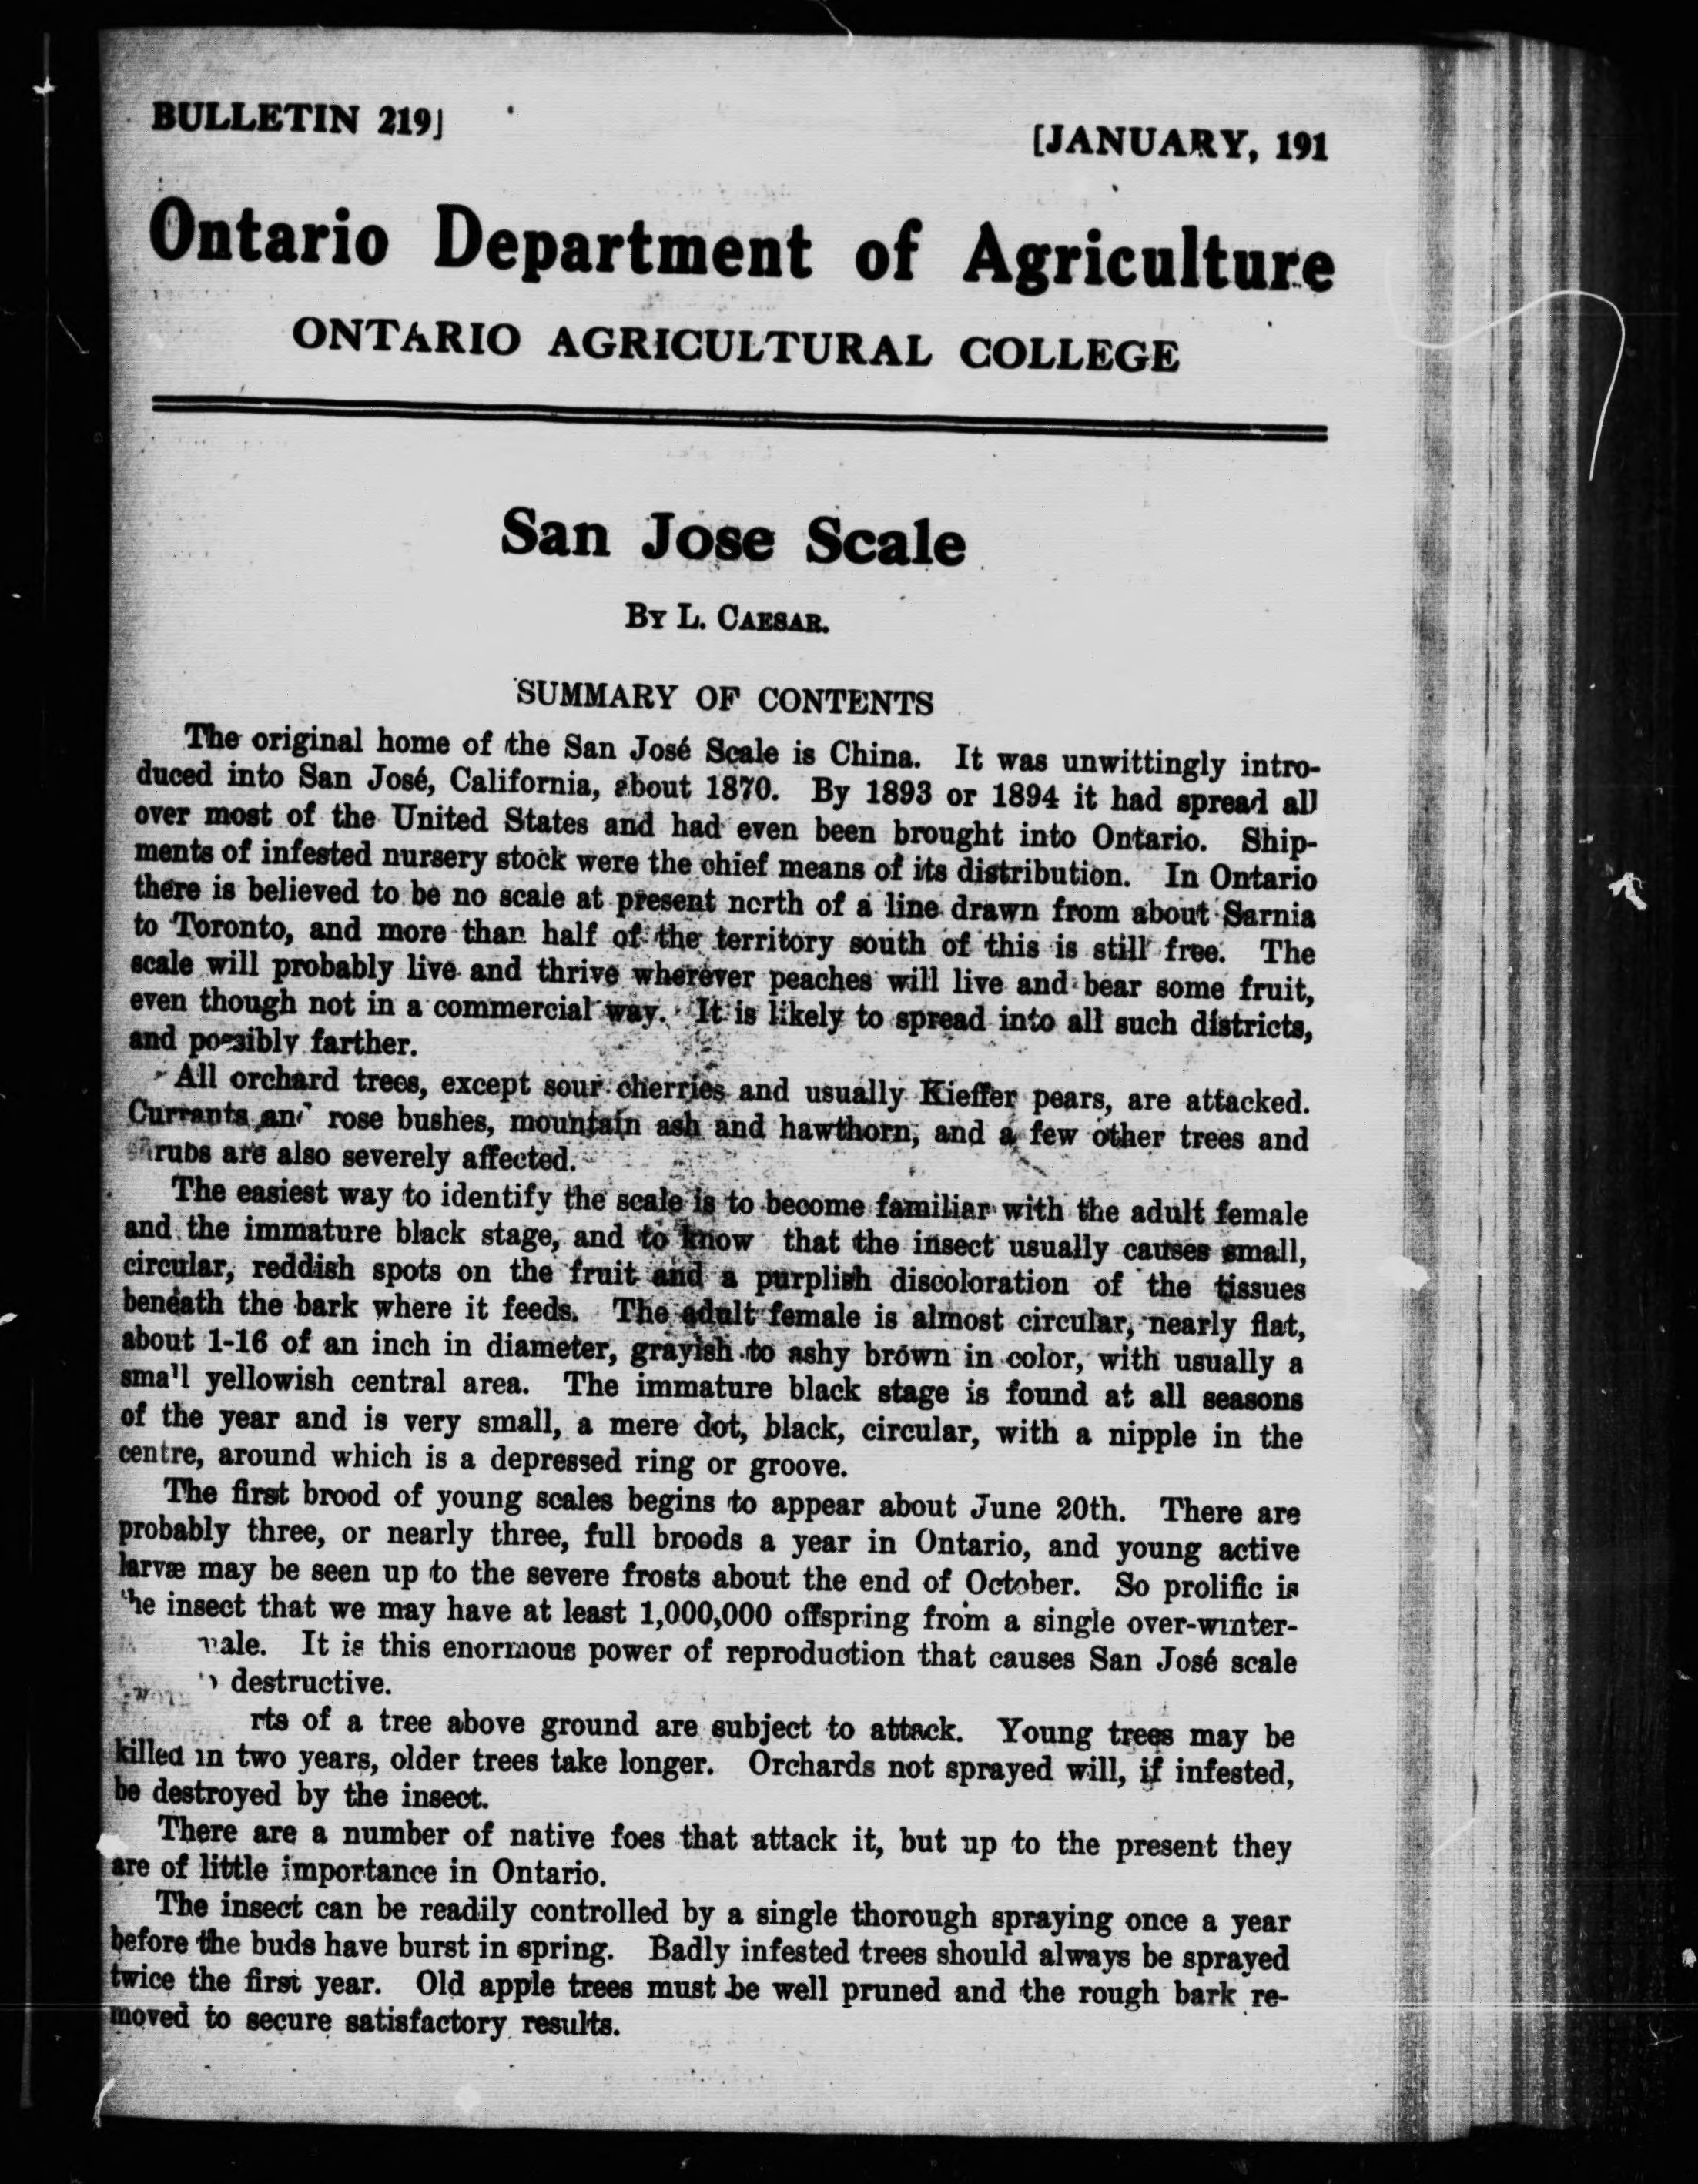 BULLETIN 219]
[JANUARY, 191
Ontario Department of Agriculture
ONTARIO AGRICULTURAL COLLEGE
San Jose Scale
BY L. CAESAR.
SUMMARY OF CONTENTS
The original home of the San José Scale is China. It was unwittingly intro-
duced into San José, California, about 1870. By 1893 or 1894 it had spread all
over most of the United States and had even been brought into Ontario. Ship-
ments of infested nursery stock were the chief means of its distribution. In Ontario
there is believed to be no scale at present north of a line drawn from about Sarnia
to Toronto, and more than half of the territory south of this is still free. The
scale will probably live and thrive wherever peaches will live and bear some fruit,
even though not in a commercial way. It is likely to spread into all such districts,
and possibly farther.
All orchard trees, except sour cherries and usually Kieffer pears, are attacked.
Currants and rose bushes, mountain ash and hawthorn, and a few other trees and
rubs are also severely affected.
The easiest way to identify the scale is to become familiar with the adult female
and the immature black stage, and to know that the insect usually causes small,
circular, reddish spots on the fruit and a purplish discoloration of the tissues
beneath the bark where it feeds. The adult female is almost circular, nearly flat,
about 1-16 of an inch in diameter, grayish to ashy brown in color, with usually a
small yellowish central area. The immature black stage is found at all seasons
of the year and is very small, a mere dot, black, circular, with a nipple in the
centre, around which is a depressed ring or groove.
The first brood of young scales begins to appear about June 20th. There are
probably three, or nearly three, full broods a year in Ontario, and young active
larvæ may be seen up to the severe frosts about the end of October. So prolific is
he insect that we may have at least 1,000,000 offspring from a single over-winter-
ale. It is this enormous power of reproduction that causes San José scale
destructive.
rts of a tree above ground are subject to attack. Young trees may be
killed in two years, older trees take longer. Orchards not sprayed will, if infested,
be destroyed by the insect.
There are a number of native foes that attack it, but up to the present they
are of little importance in Ontario.
The insect can be readily controlled by a single thorough spraying once a year
before the buds have burst in spring. Badly infested trees should always be sprayed
twice the first year. Old apple trees must be well pruned and the rough bark re-
moved to secure satisfactory results.